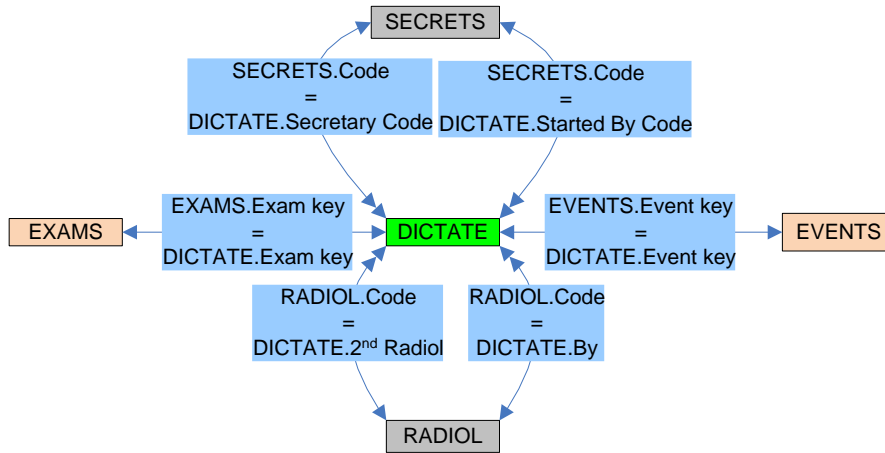 SECRETS
SECRETS.Code
=
DICTATE.Secretary Code
SECRETS.Code
=
DICTATE.Started By Code
EXAMS
EXAMS.Exam key
=
DICTATE.Exam key
DICTATE
EVENTS.Event key
=
DICTATE.Event key
EVENTS
RADIOL.Code
=
DICTATE.2nd Radiol
RADIOL.Code
=
DICTATE.By
RADIOL